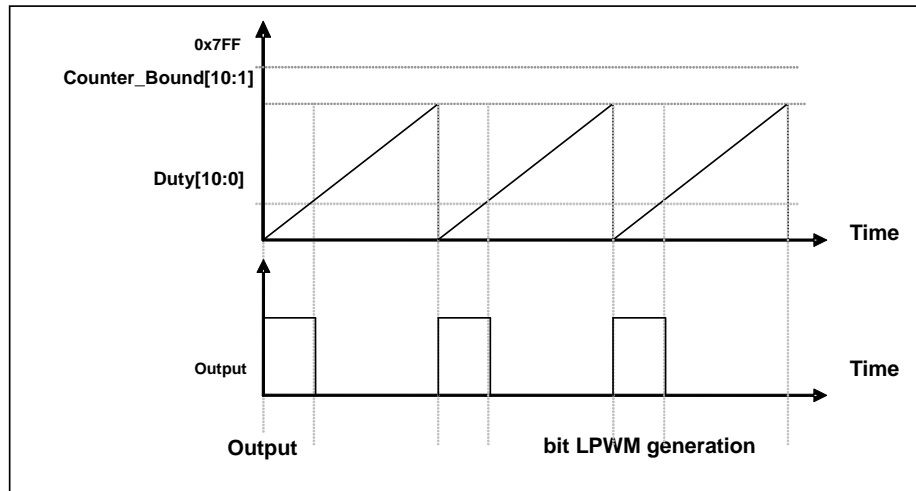 0x7FF
Counter_Bound[10:1]
Duty[10:0]
Time
Output
Time
Output
bit LPWM generation